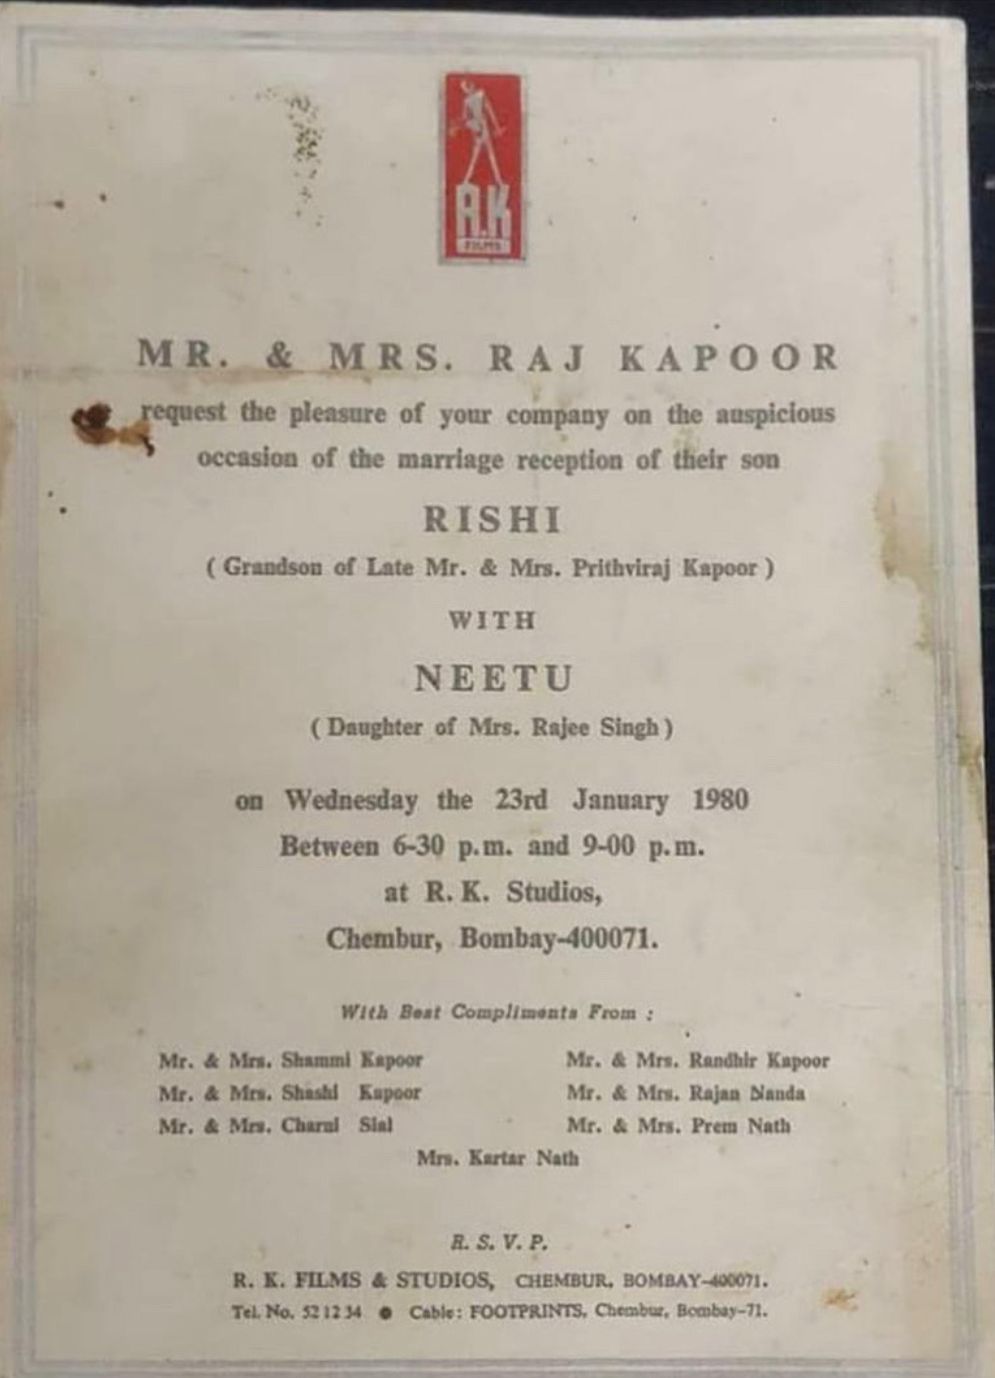 R.K
FILMS
MR. & MRS. RAJ KAPOOR
request the pleasure of your company on the auspicious
occasion of the marriage reception of their son
RISHI
( Grandson of Late Mr. & Mrs. Prithviraj Kapoor )
WITH
NEETU
( Daughter of Mrs. Rajee Singh )
on Wednesday the 23rd January 1980
Between 6-30 p.m. and 9-00 p.m.
at R. K. Studios,
Chembur, Bombay-400071.
With Best Compliments From :
Mr. & Mrs. Shammi Kapoor Mr. & Mrs. Randhir Kapoor
Mr. & Mrs. Shashi Kapoor Mr. & Mrs. Rajan Nanda
Mr. & Mrs. Charal Sial Mr. & Mrs. Prem Nath
Mrs. Kartar Nath
R. S. V. P.
R. K. FILMS & STUDIOS, CHEMBUR, BOMBAY-400071.
Tel. No. 52 12 34 ● Cable: FOOTPRINTS, Chembur, Bombay-71.